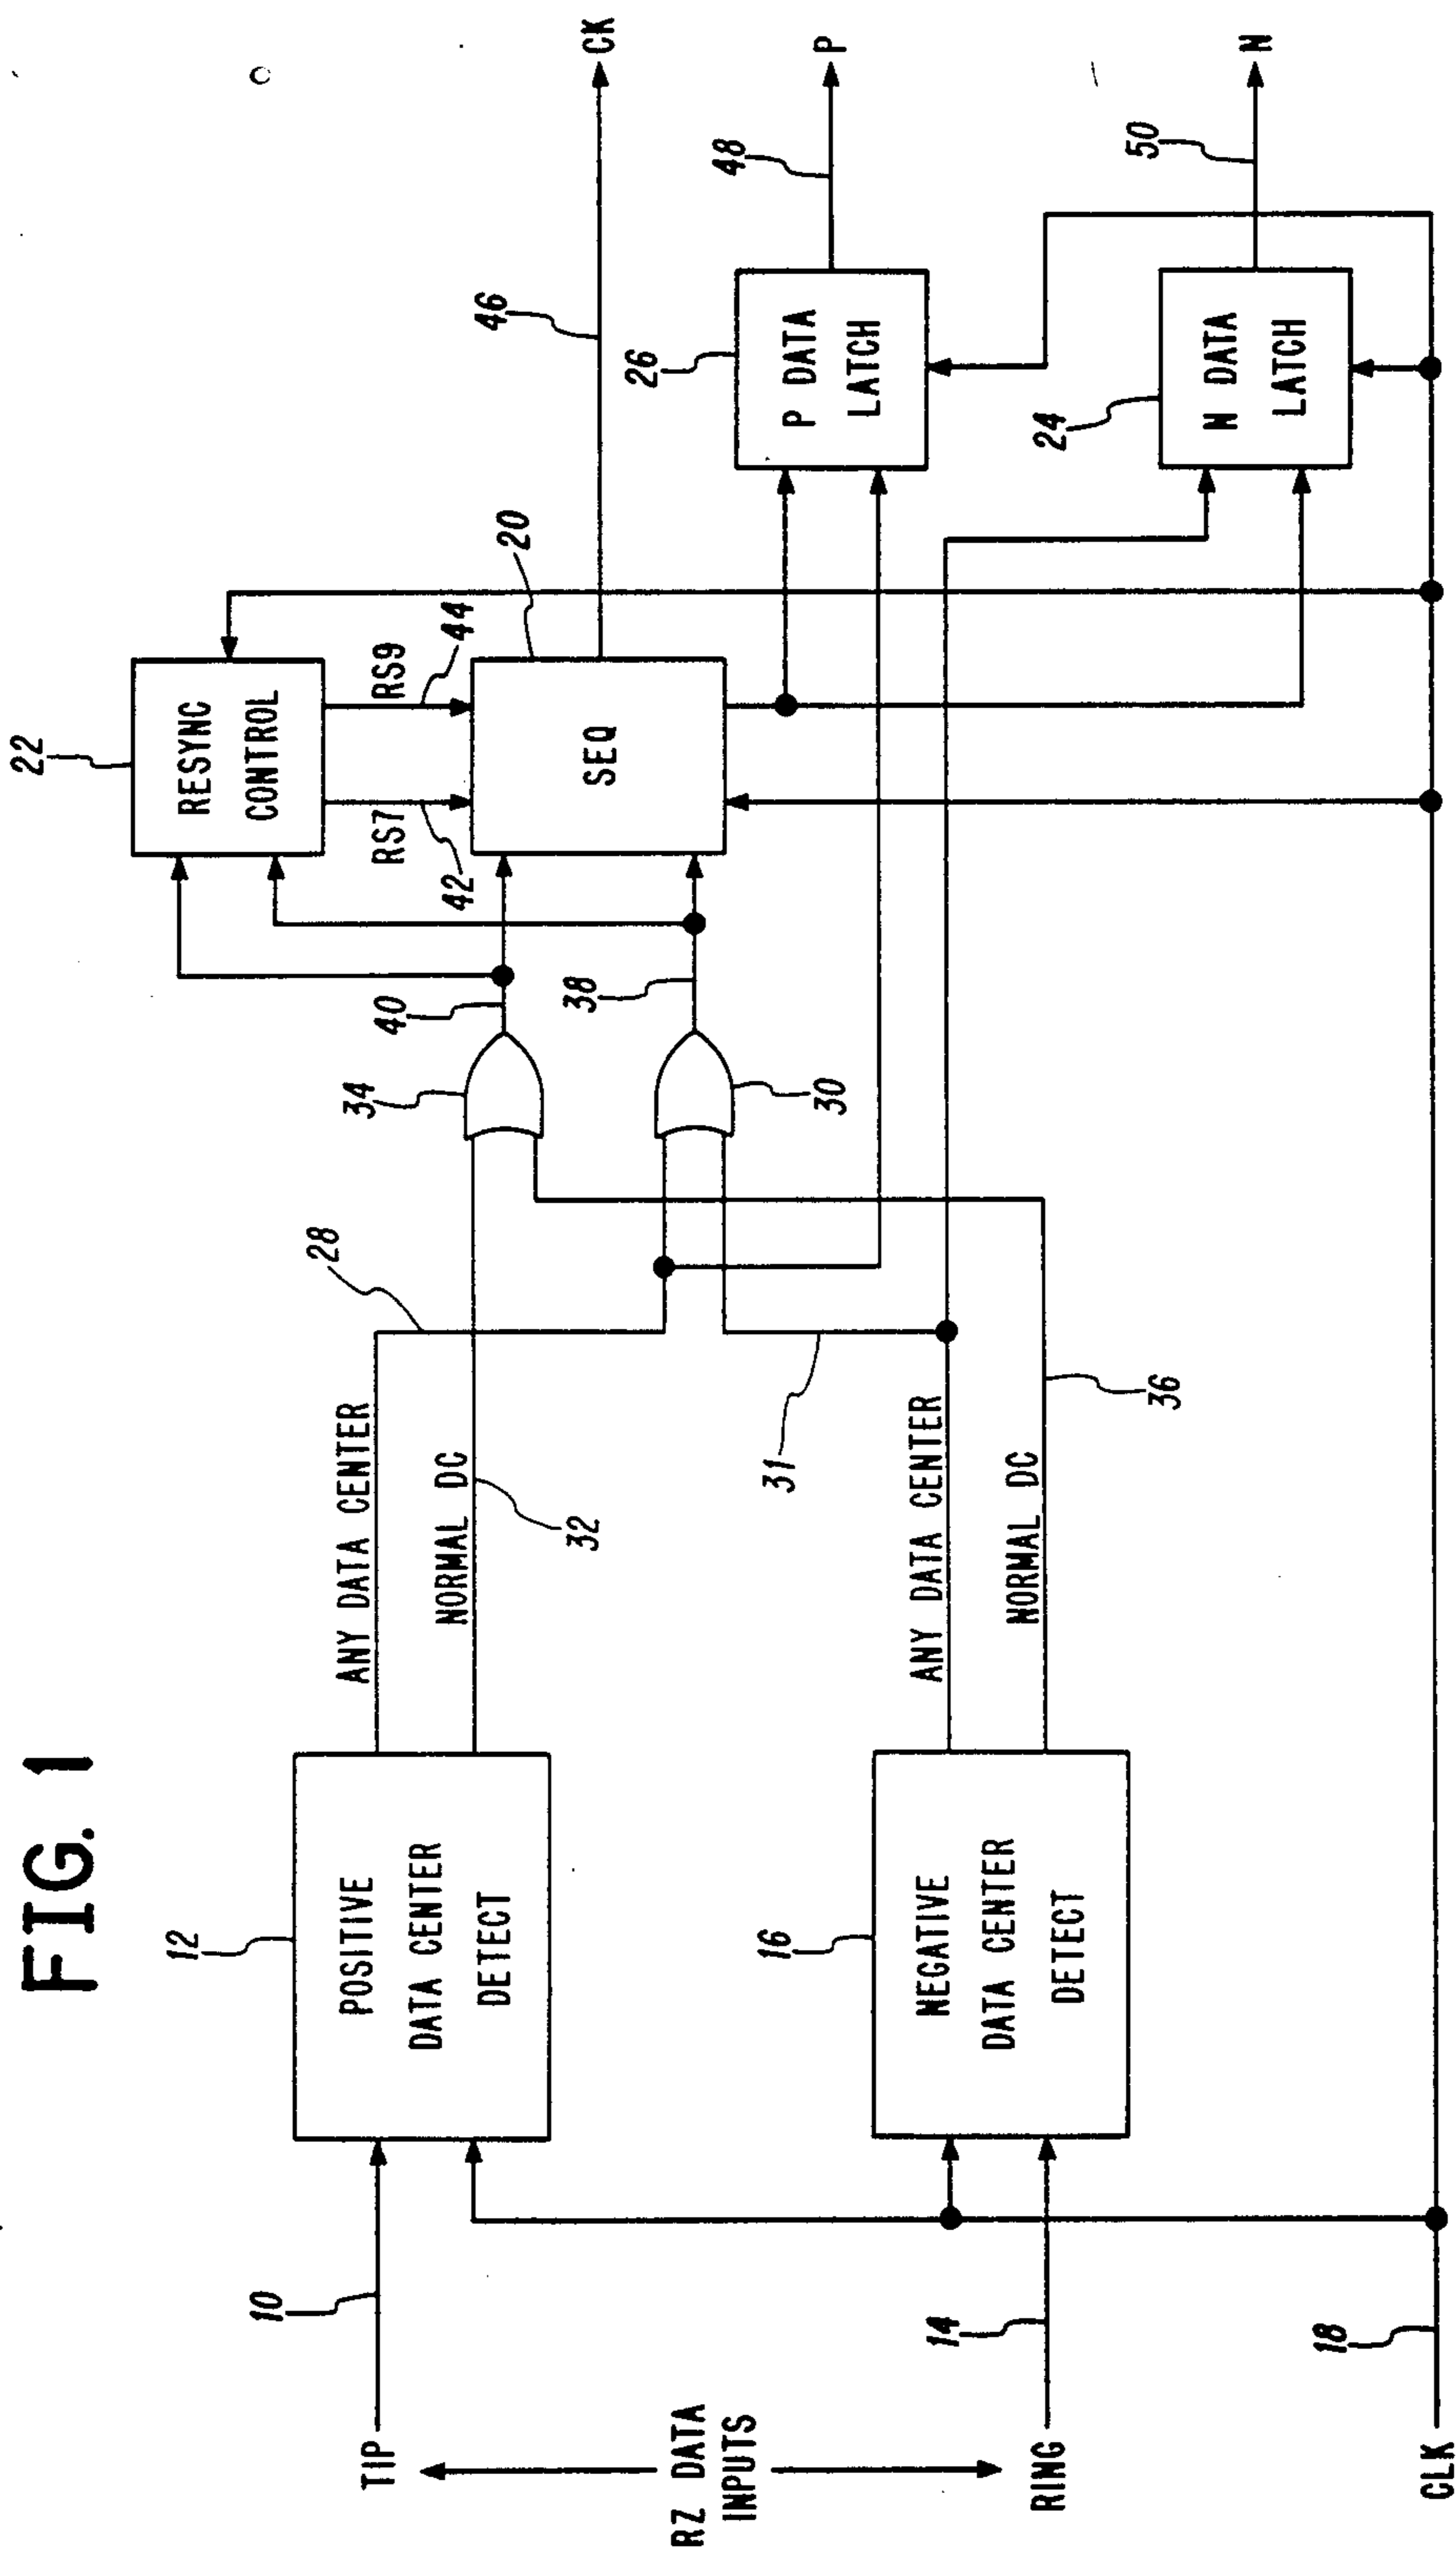 FIG. 1
TIP
RZ DATA
INPUTS
RING
CLK
10
14
18
12
POSITIVE
DATA CENTER
DETECT
16
NEGATIVE
DATA CENTER
DETECT
ANY DATA CENTER
NORMAL DC
28
32
ANY DATA CENTER
NORMAL DC
31
36
34
30
40
38
22
RESYNC
CONTROL
RS7
RS9
42
44
20
SEQ
46
CK
26
P DATA
LATCH
48
P
24
N DATA
LATCH
50
N